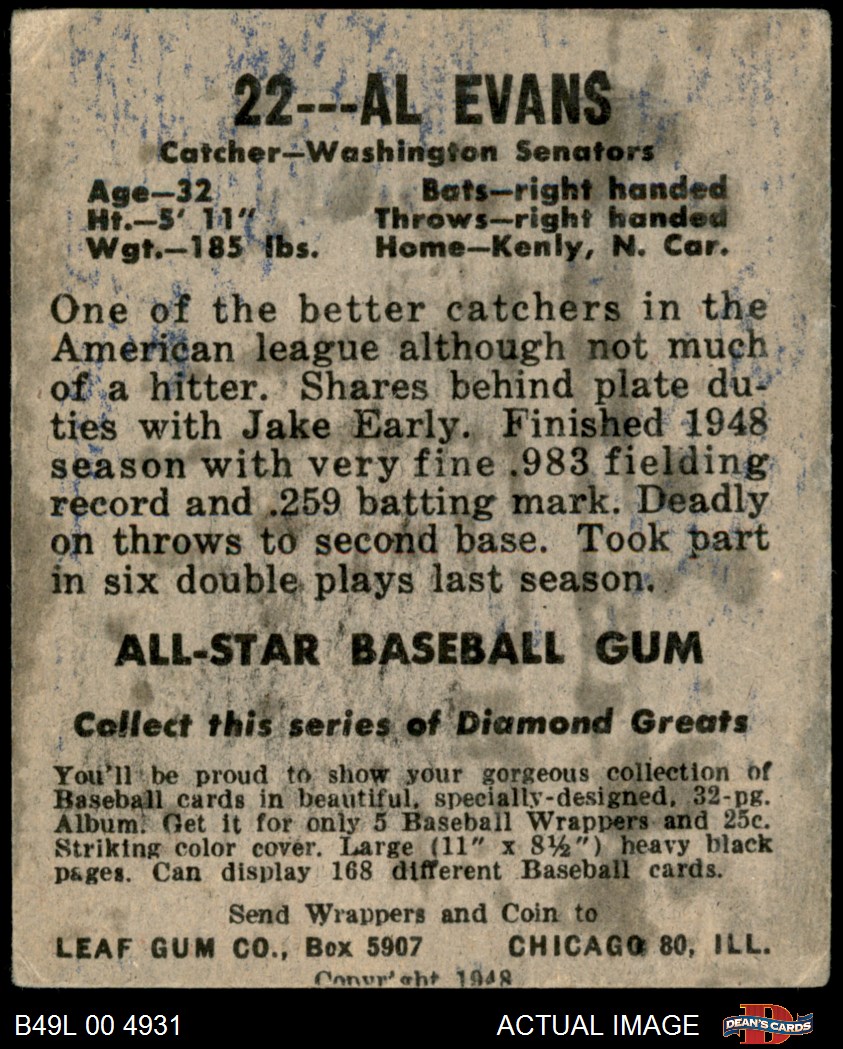 22---AL EVANS
Catcher—Washington Senators
Age—32 Bats—right handed
Ht.—5' 11" Throws—right handed
Wgt.—185 lbs. Home—Kenly, N. Car.
One of the better catchers in the
American league although not much
of a hitter. Shares behind plate du-
ties with Jake Early. Finished 1948
season with very fine .983 fielding
record and .259 batting mark. Deadly
on throws to second base. Took part
in six double plays last season.
ALL-STAR BASEBALL GUM
Collect this series of Diamond Greats
You'll be proud to show your gorgeous collection of
Baseball cards in beautiful, specially-designed, 32-pg.
Album. Get it for only 5 Baseball Wrappers and 25c.
Striking color cover. Large (11" x 8½") heavy black
pages. Can display 168 different Baseball cards.
Send Wrappers and Coin to
LEAF GUM CO., Box 5907 CHICAGO 80, ILL.
Copyright 1948
B49L 00 4931 ACTUAL IMAGE DEAN'S CARDS